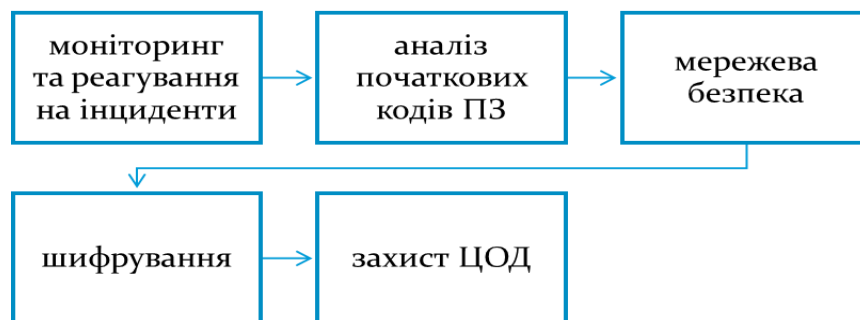 моніторинг
та реагування
на інциденти
аналіз
початкових
кодів ПЗ
мережева
безпека
шифрування
захист ЦОД